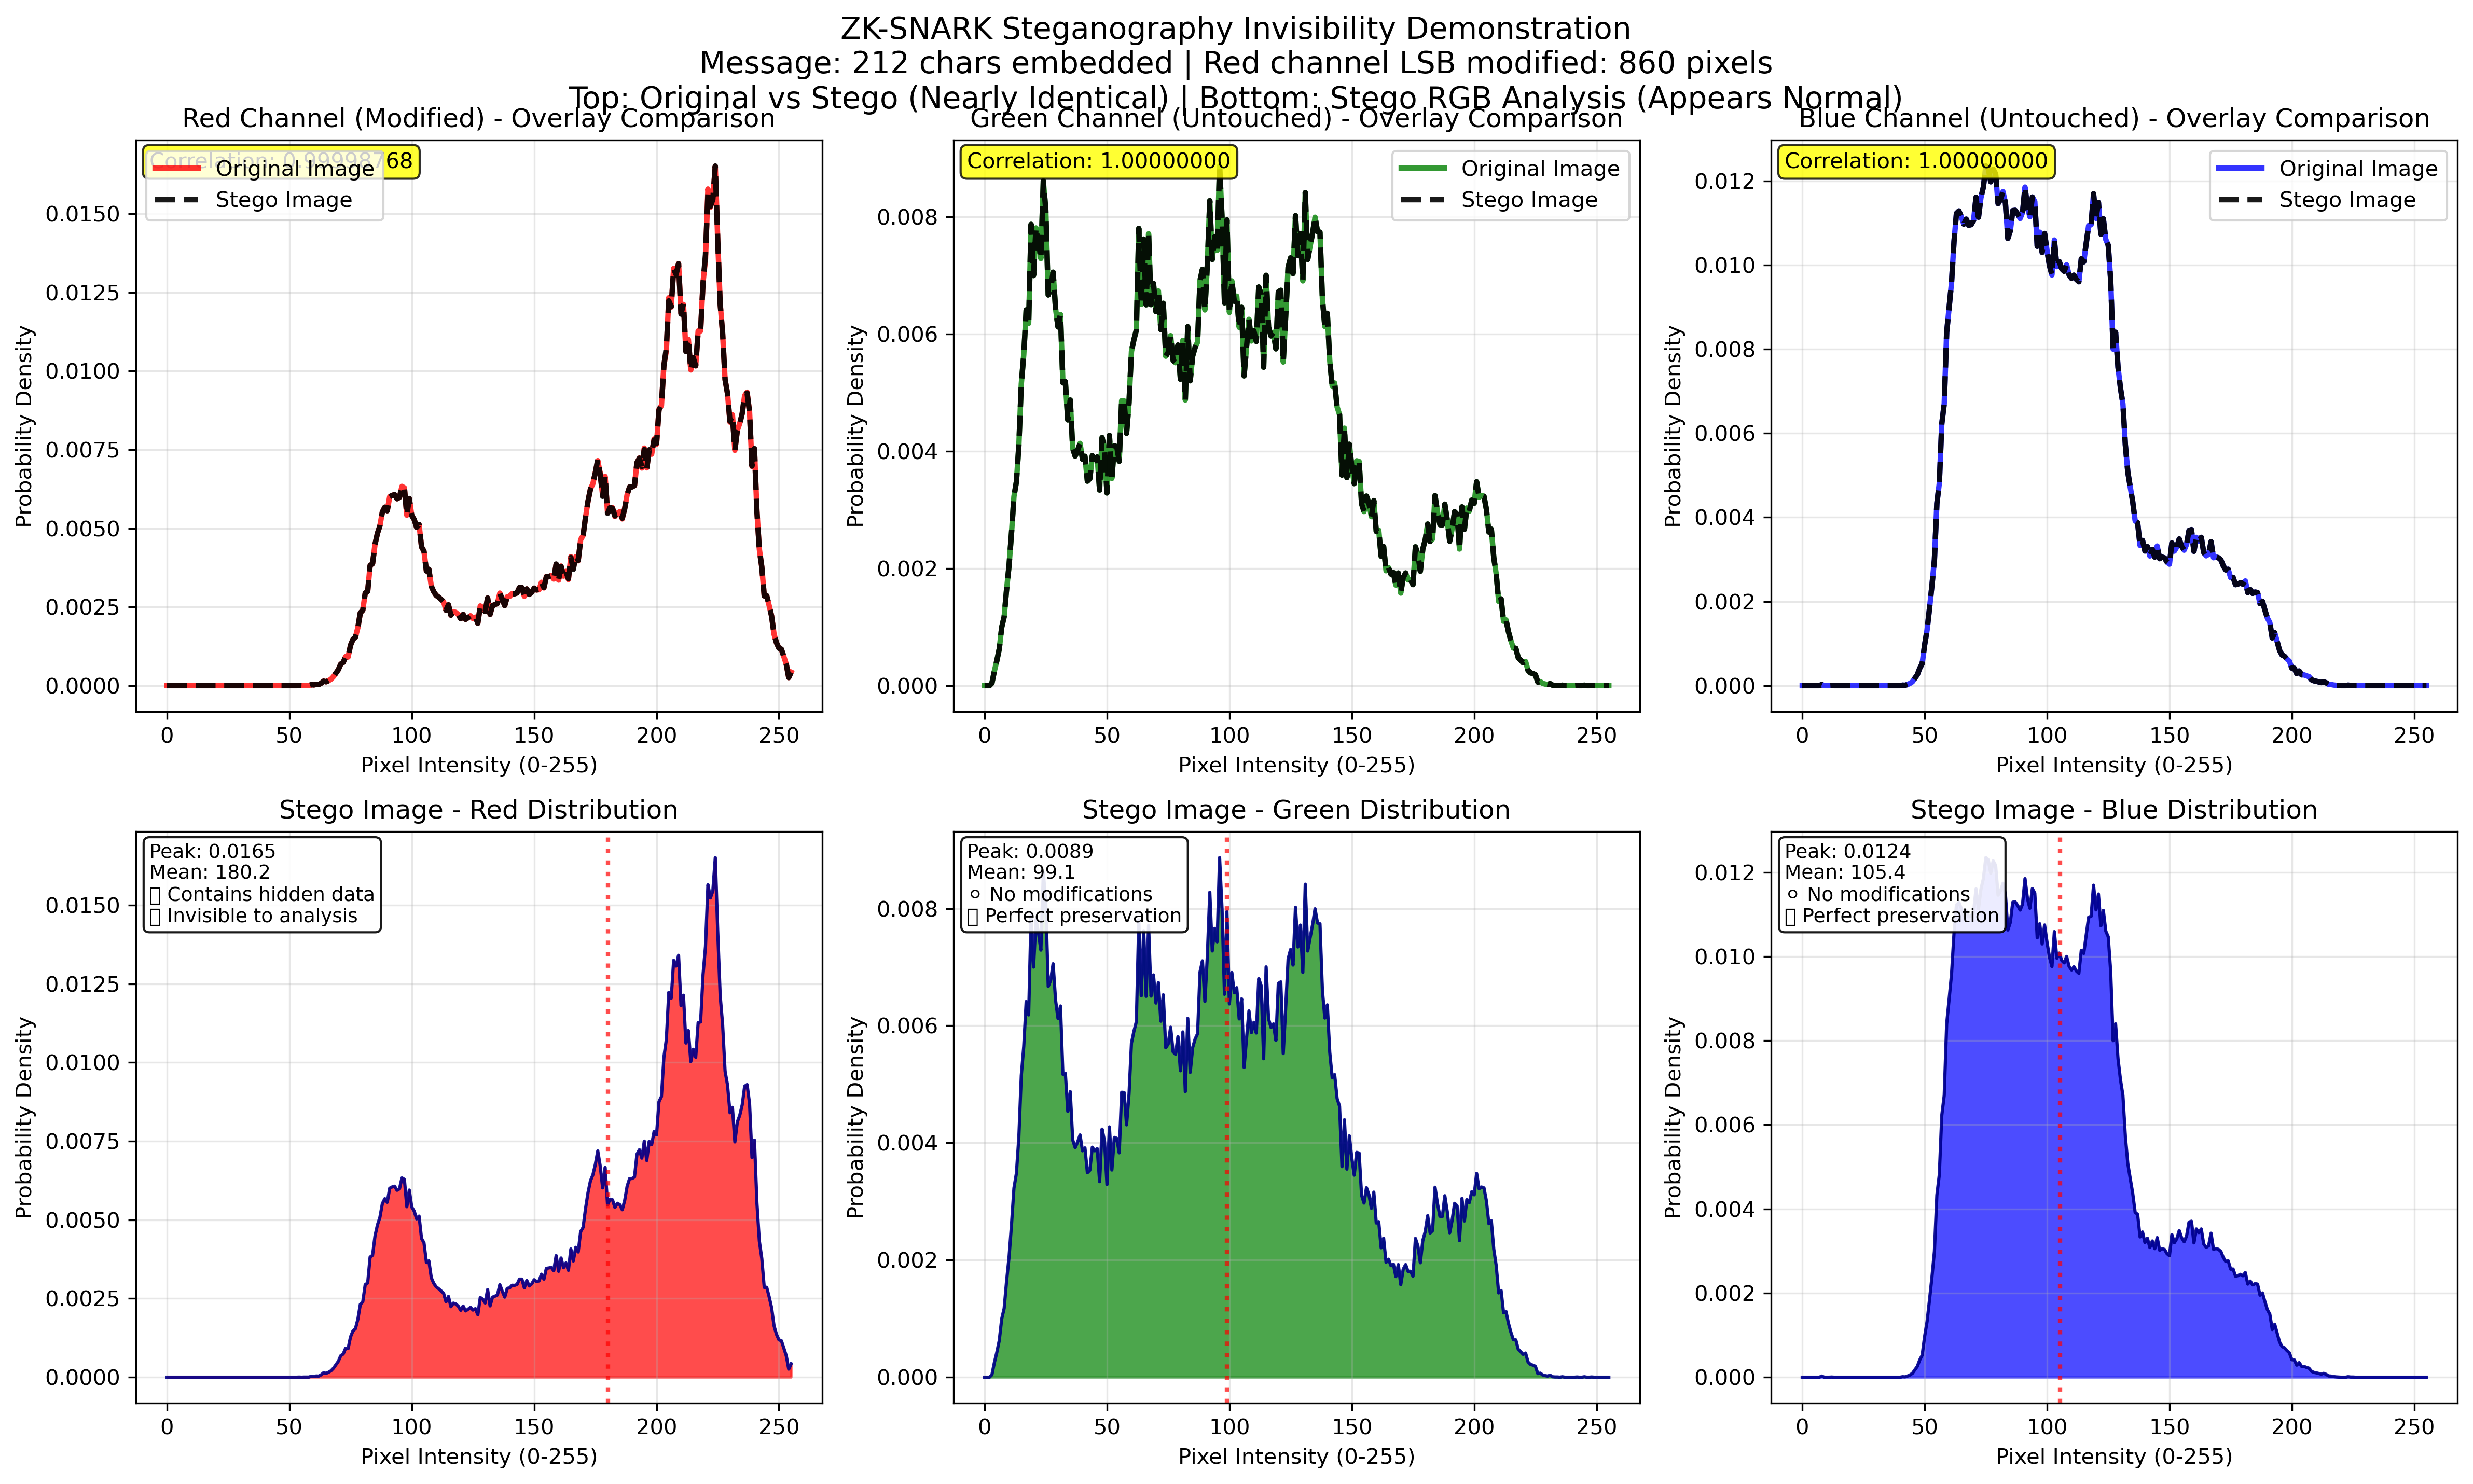 ZK-SNARK Steganography Invisibility Demonstration
Message: 212 chars embedded | Red channel LSB modified: 860 pixels
Top: Original vs Stego (Nearly Identical) | Bottom: Stego RGB Analysis (Appears Normal)
Red Channel (Modified) - Overlay Comparison
Correlation: 0.99998768
Original Image
Stego Image
0.0150
0.0125
0.0100
0.0075
0.0050
0.0025
0.0000
Probability Density
0 50 100 150 200 250
Pixel Intensity (0-255)
Green Channel (Untouched) - Overlay Comparison
Correlation: 1.00000000
Original Image
Stego Image
0.008
0.006
0.004
0.002
0.000
Probability Density
0 50 100 150 200 250
Pixel Intensity (0-255)
Blue Channel (Untouched) - Overlay Comparison
Correlation: 1.00000000
Original Image
Stego Image
0.012
0.010
0.008
0.006
0.004
0.002
0.000
Probability Density
0 50 100 150 200 250
Pixel Intensity (0-255)
Stego Image - Red Distribution
Peak: 0.0165
Mean: 180.2
Contains hidden data
Invisible to analysis
0.0150
0.0125
0.0100
0.0075
0.0050
0.0025
0.0000
Probability Density
0 50 100 150 200 250
Pixel Intensity (0-255)
Stego Image - Green Distribution
Peak: 0.0089
Mean: 99.1
⚪ No modifications
Perfect preservation
0.008
0.006
0.004
0.002
0.000
Probability Density
0 50 100 150 200 250
Pixel Intensity (0-255)
Stego Image - Blue Distribution
Peak: 0.0124
Mean: 105.4
⚪ No modifications
Perfect preservation
0.012
0.010
0.008
0.006
0.004
0.002
0.000
Probability Density
0 50 100 150 200 250
Pixel Intensity (0-255)